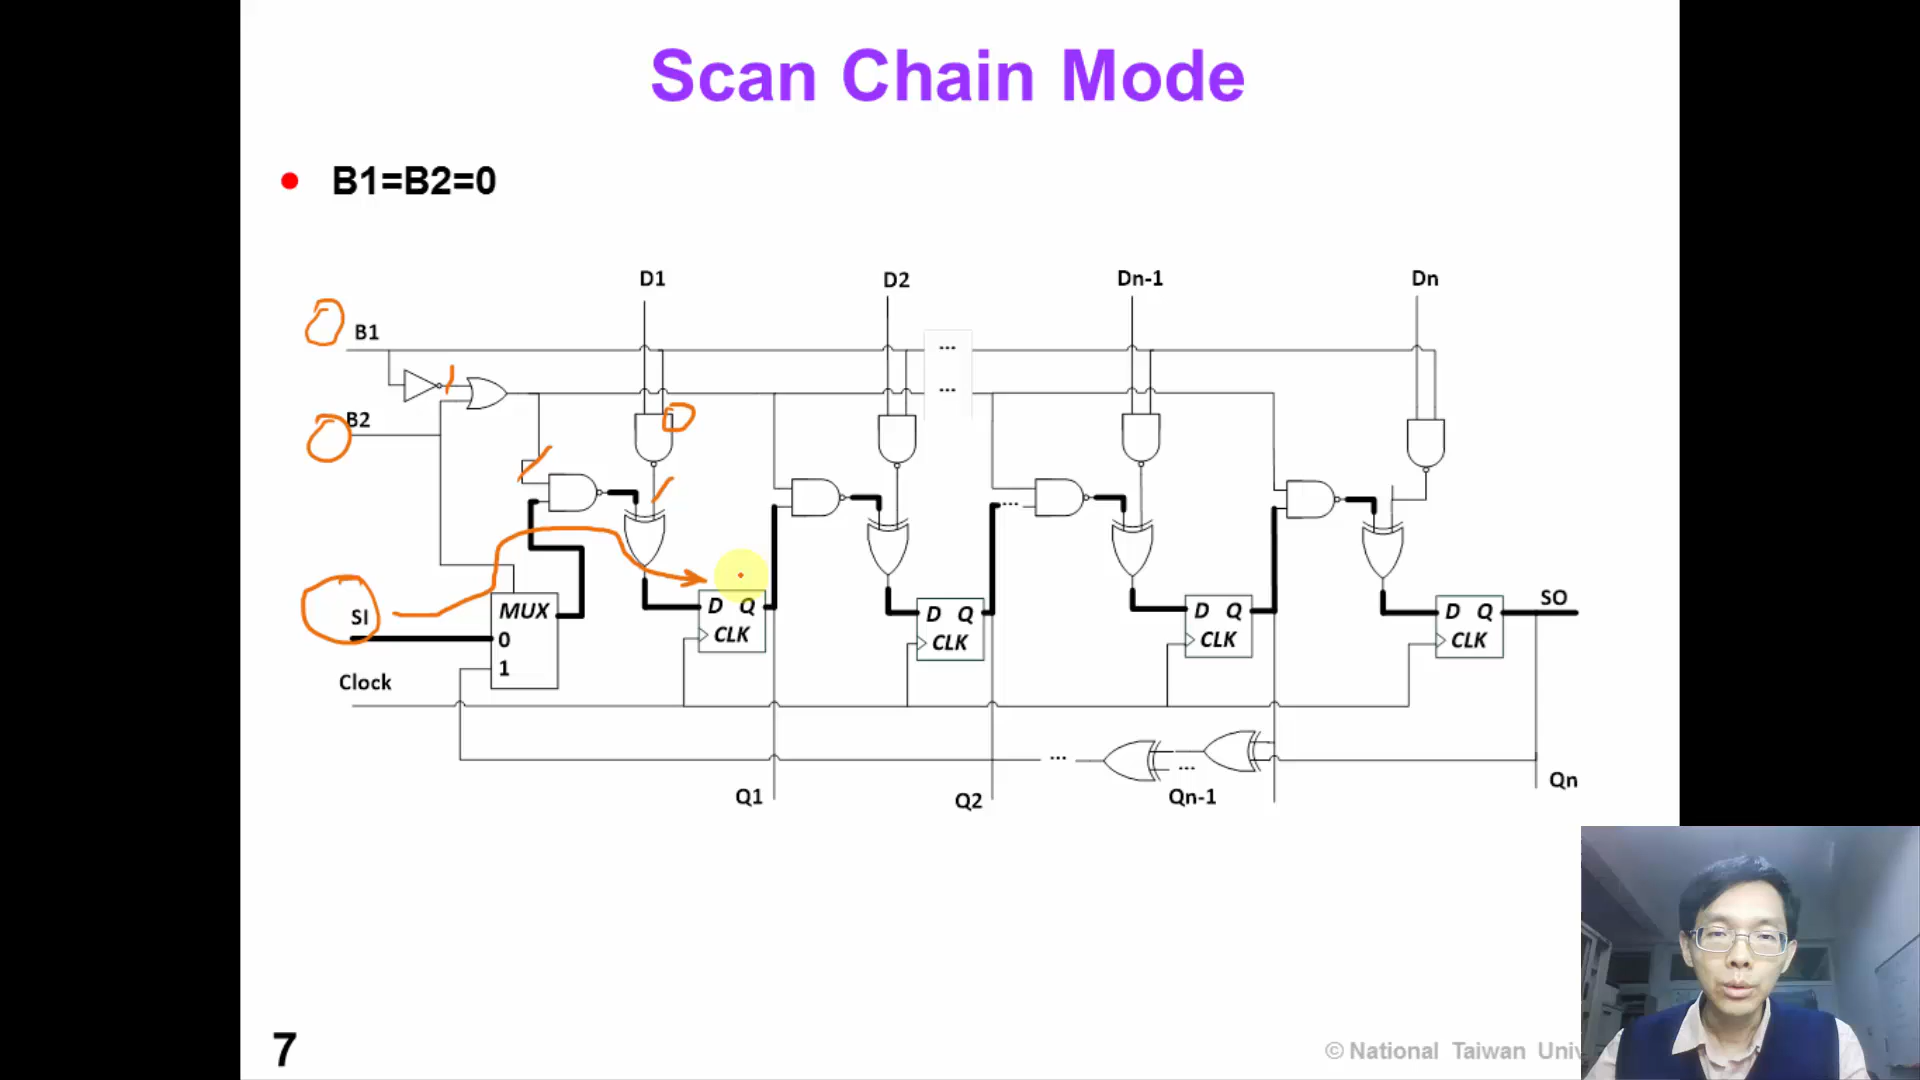 Scan Chain Mode
B1=B2=0
D1 D2 Dn-1 Dn
B1
...
...
B2
...
SI
MUX
0
1
D Q
CLK
D Q
CLK
D Q
CLK
D Q
CLK
SO
Clock
...
...
Q1 Q2 Qn-1 Qn
7
© National Taiwan